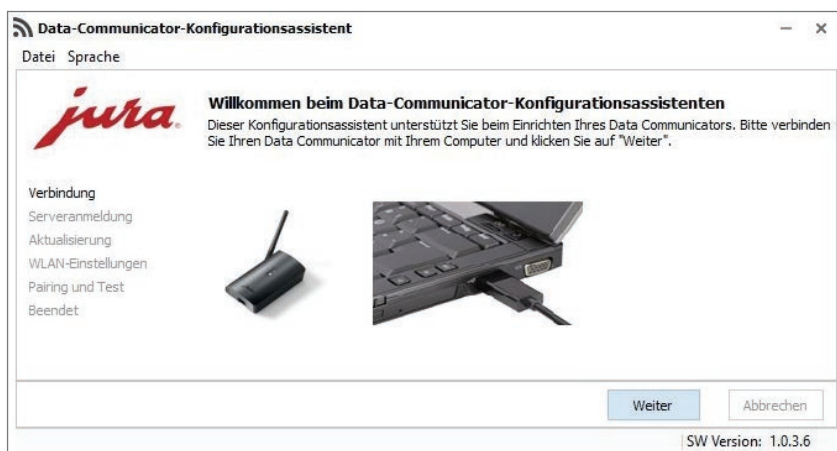 Data-Communicator-Konfigurationsassistent
Datei Sprache
jura
Willkommen beim Data-Communicator-Konfigurationsassistenten
Dieser Konfigurationsassistent unterstützt Sie beim Einrichten Ihres Data Communicators. Bitte verbinden
Sie Ihren Data Communicator mit Ihrem Computer und klicken Sie auf "Weiter".
Verbindung
Serveranmeldung
Aktualisierung
WLAN-Einstellungen
Pairing und Test
Beendet
Weiter Abbrechen
SW Version: 1.0.3.6